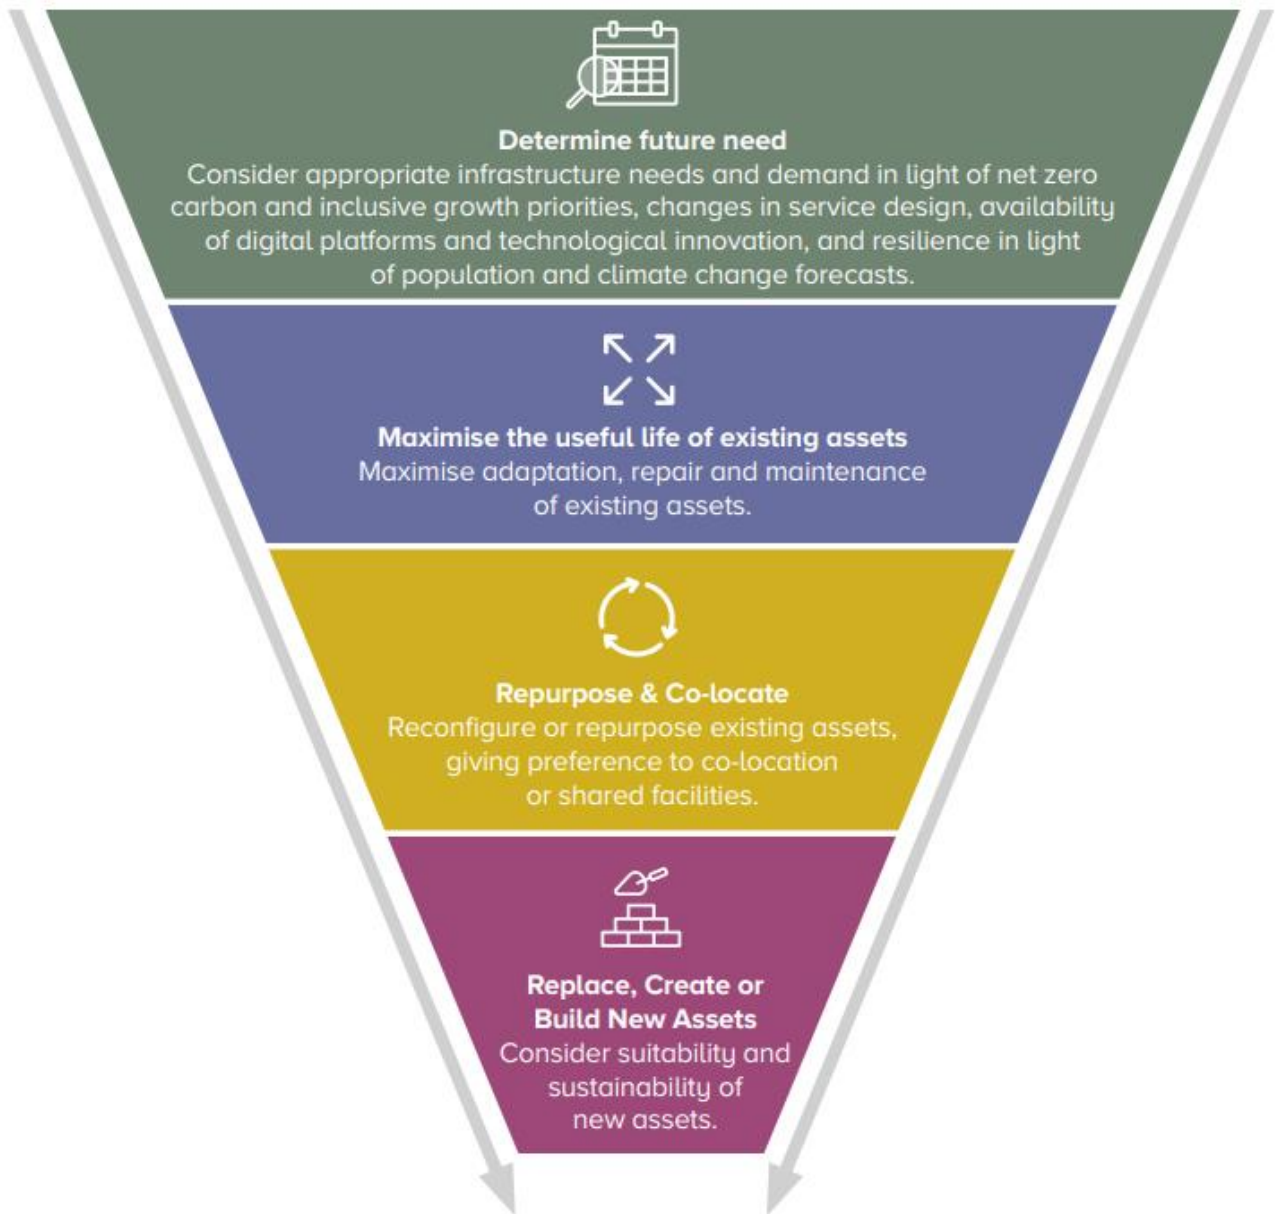 Determine future need
Consider appropriate infrastructure needs and demand in light of net zero
carbon and inclusive growth priorities, changes in service design, availability
of digital platforms and technological innovation, and resilience in light
of population and climate change forecasts.
Maximise the useful life of existing assets
Maximise adaptation, repair and maintenance
of existing assets.
Repurpose & Co-locate
Reconfigure or repurpose existing assets,
giving preference to co-location
or shared facilities.
Replace, Create or
Build New Assets
Consider suitability and
sustainability of
new assets.